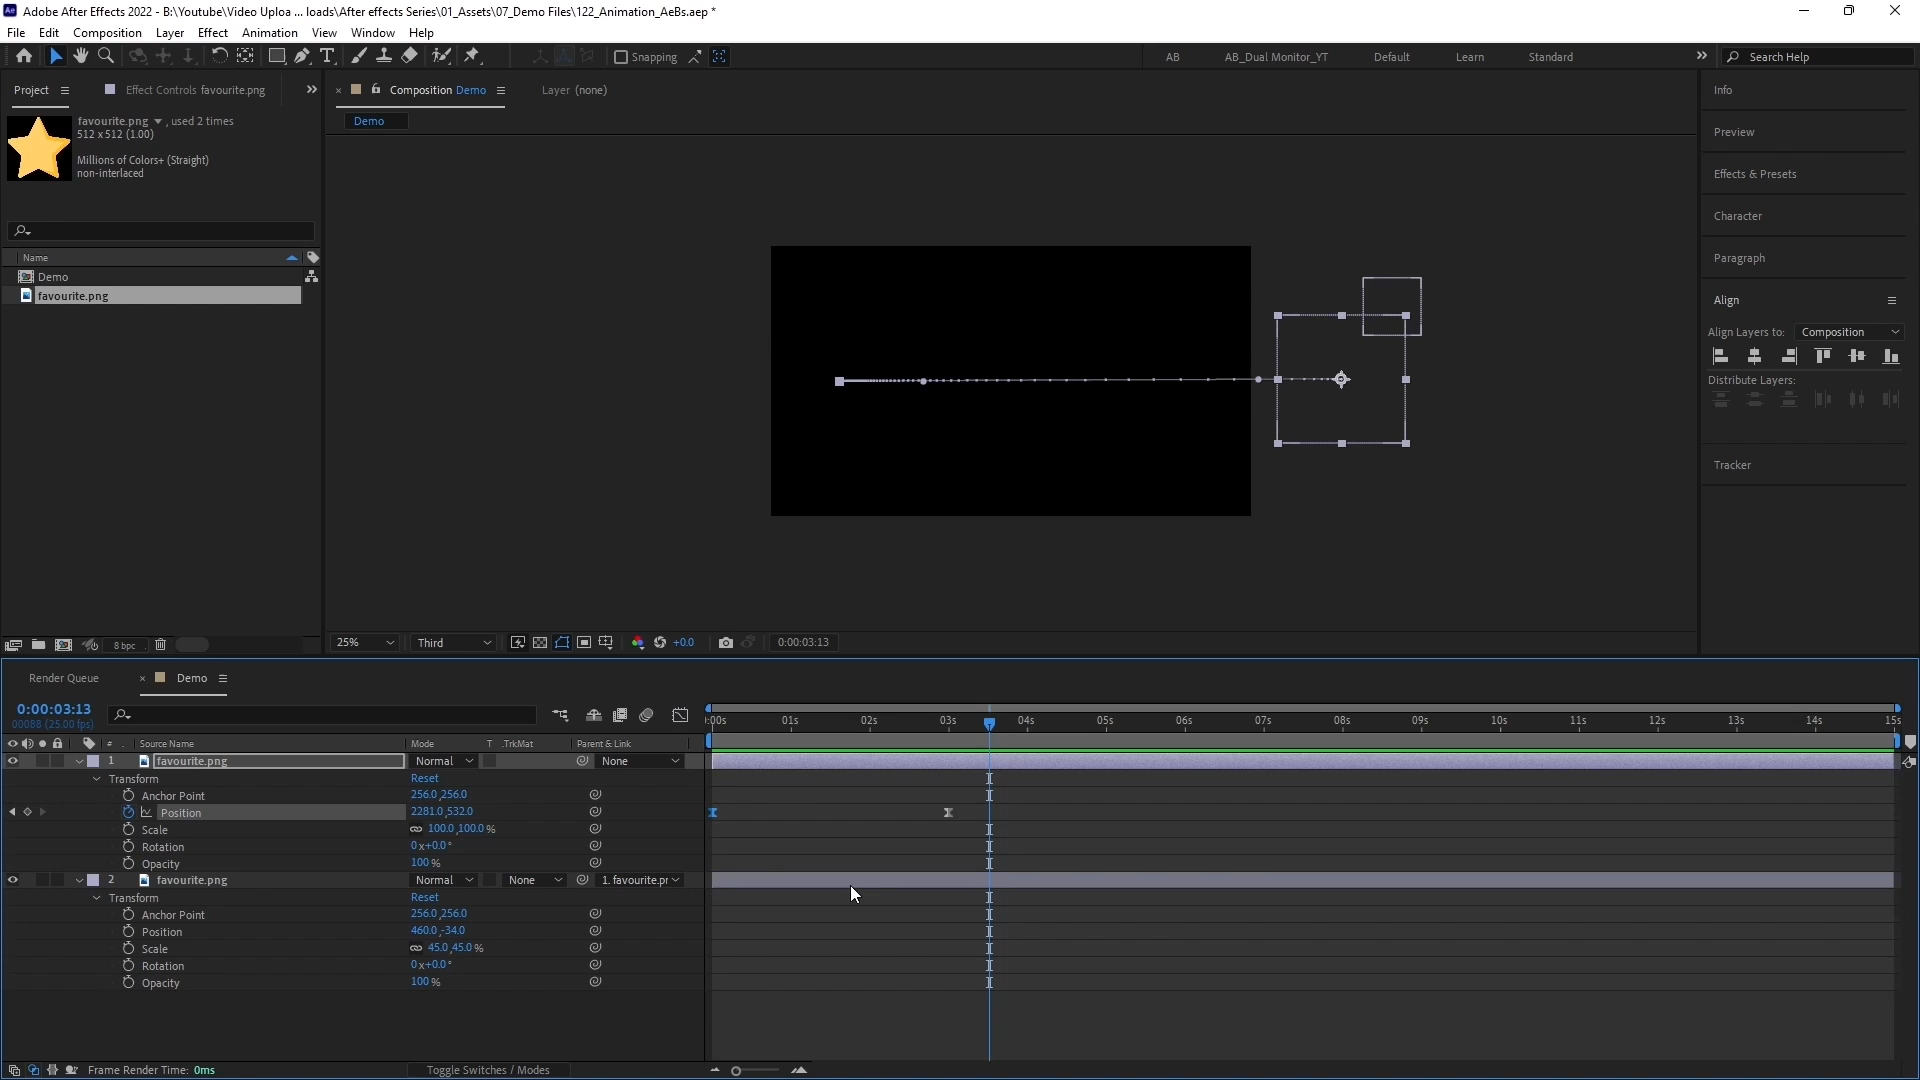 Adobe After Effects 2022 - B:\Youtube\Video Uploa ... loads\After effects Series\01_Assets\07_Demo Files\122_Animation_AeBs.aep *
File Edit Composition Layer Effect Animation View Window Help
Snapping
AB AB_Dual Monitor_YT Default Learn Standard
Search Help
Project
Effect Controls favourite.png
Composition Demo
Layer (none)
Demo
favourite.png , used 2 times
512 x 512 (1.00)
Millions of Colors+ (Straight)
non-interlaced
Name
Demo
favourite.png
8 bpc
25%
Third
+0.0
0:00:03:13
Info
Preview
Effects & Presets
Character
Paragraph
Align
Align Layers to: Composition
Distribute Layers:
Tracker
Render Queue
Demo
0:00:03:13
00088 (25.00 fps)
:00s 01s 02s 03s 04s 05s 06s 07s 08s 09s 10s 11s 12s 13s 14s 15s
# . Source Name Mode T .TrkMat Parent & Link
1 favourite.png Normal None
Transform Reset
Anchor Point 256.0,256.0
Position 2281.0,532.0
Scale 100.0,100.0%
Rotation 0x+0.0°
Opacity 100%
2 favourite.png Normal None 1. favourite.pr
Transform Reset
Anchor Point 256.0,256.0
Position 460.0,-34.0
Scale 45.0,45.0%
Rotation 0x+0.0°
Opacity 100%
Frame Render Time: 0ms
Toggle Switches / Modes